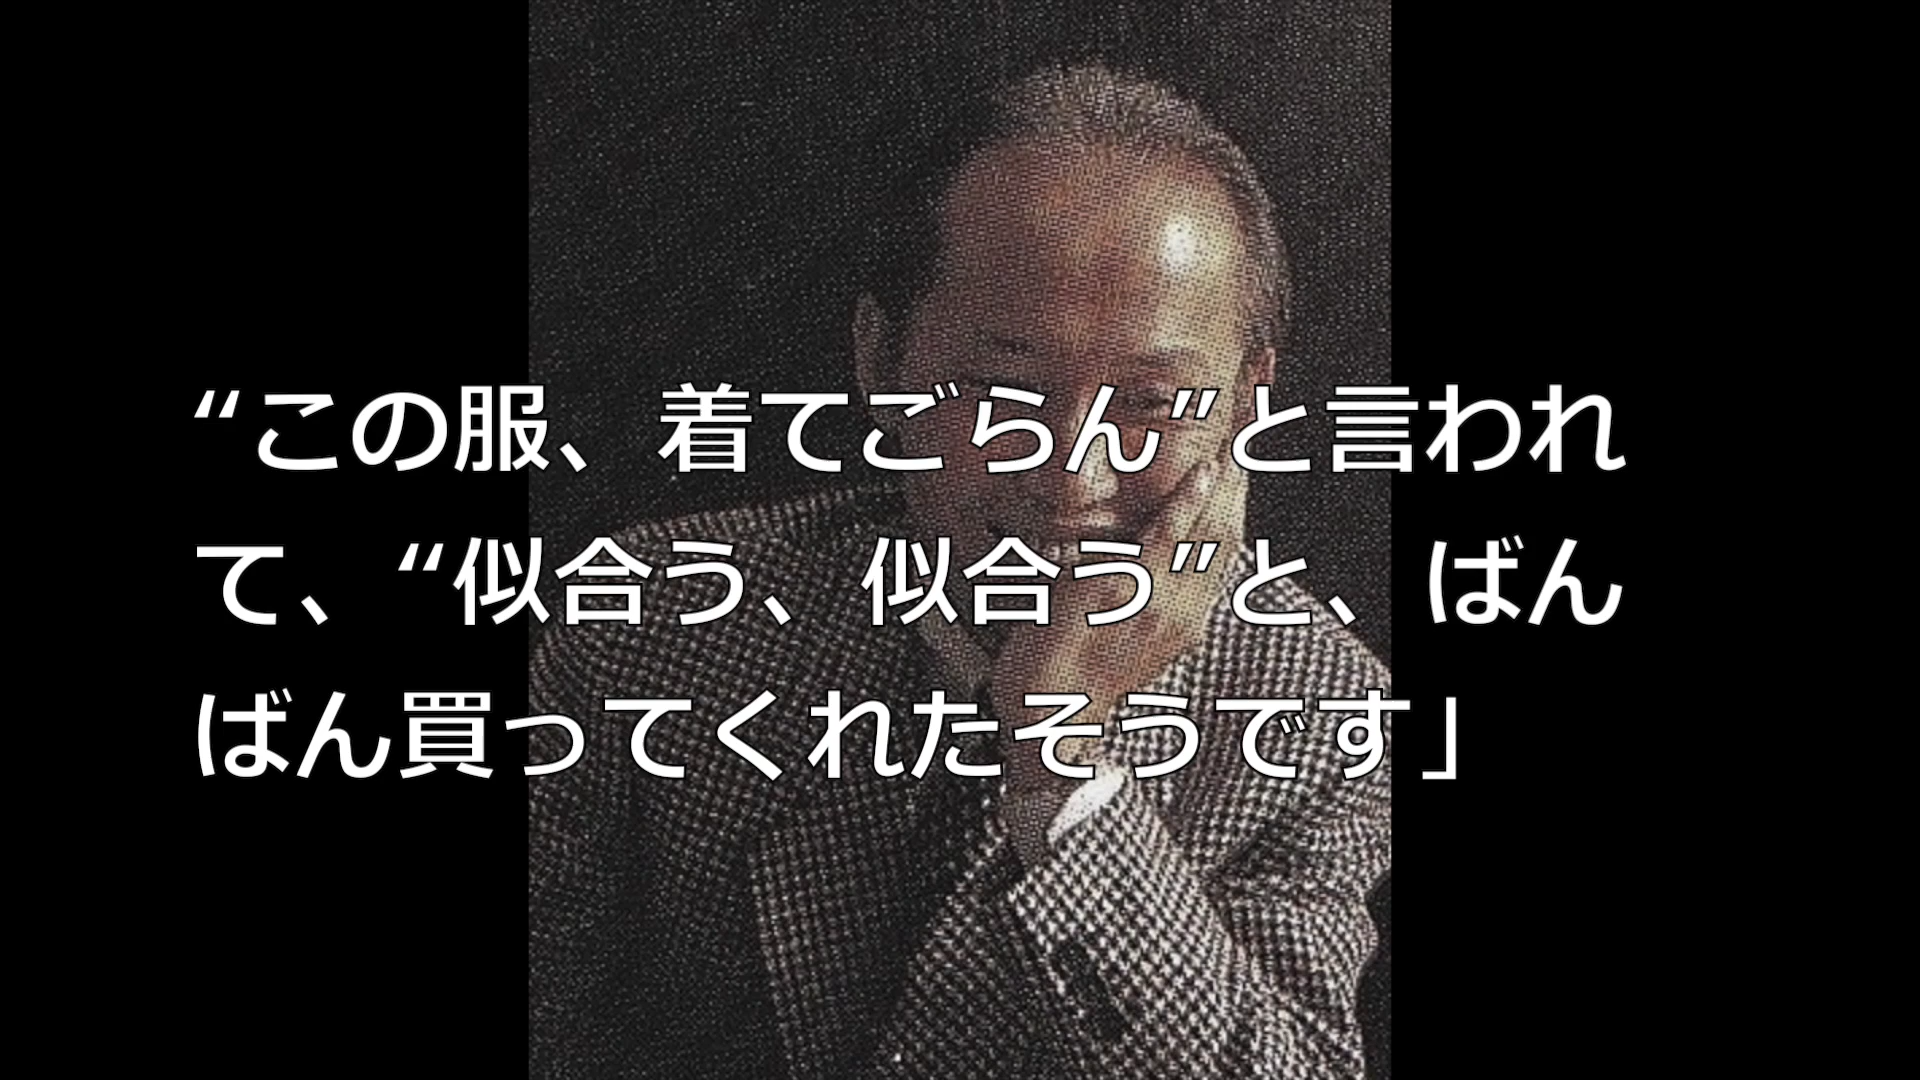 “この服、着てごらん”と言われ
て、“似合う、似合う”と、ばん
ばん買ってくれたそうです」